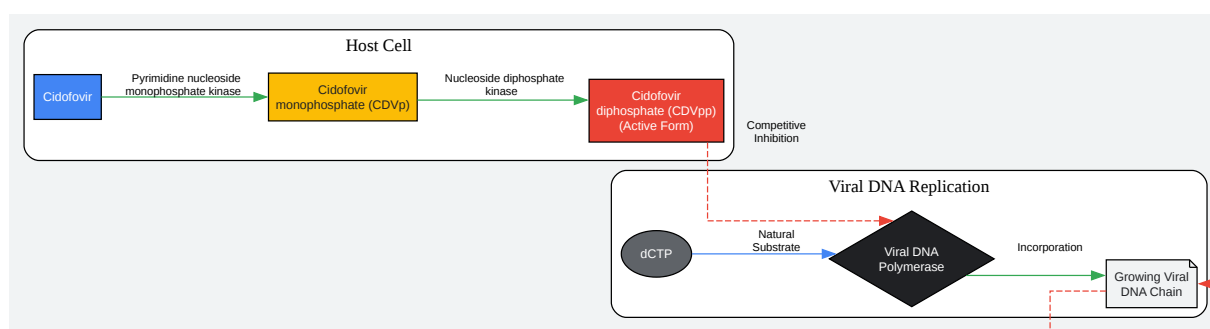 Host Cell
Cidofovir
Pyrimidine nucleoside
monophosphate kinase
Cidofovir
monophosphate (CDVp)
Nucleoside diphosphate
kinase
Cidofovir
diphosphate (CDVpp)
(Active Form)
Competitive
Inhibition
Viral DNA Replication
dCTP
Natural
Substrate
Viral DNA
Polymerase
Incorporation
Growing Viral
DNA Chain